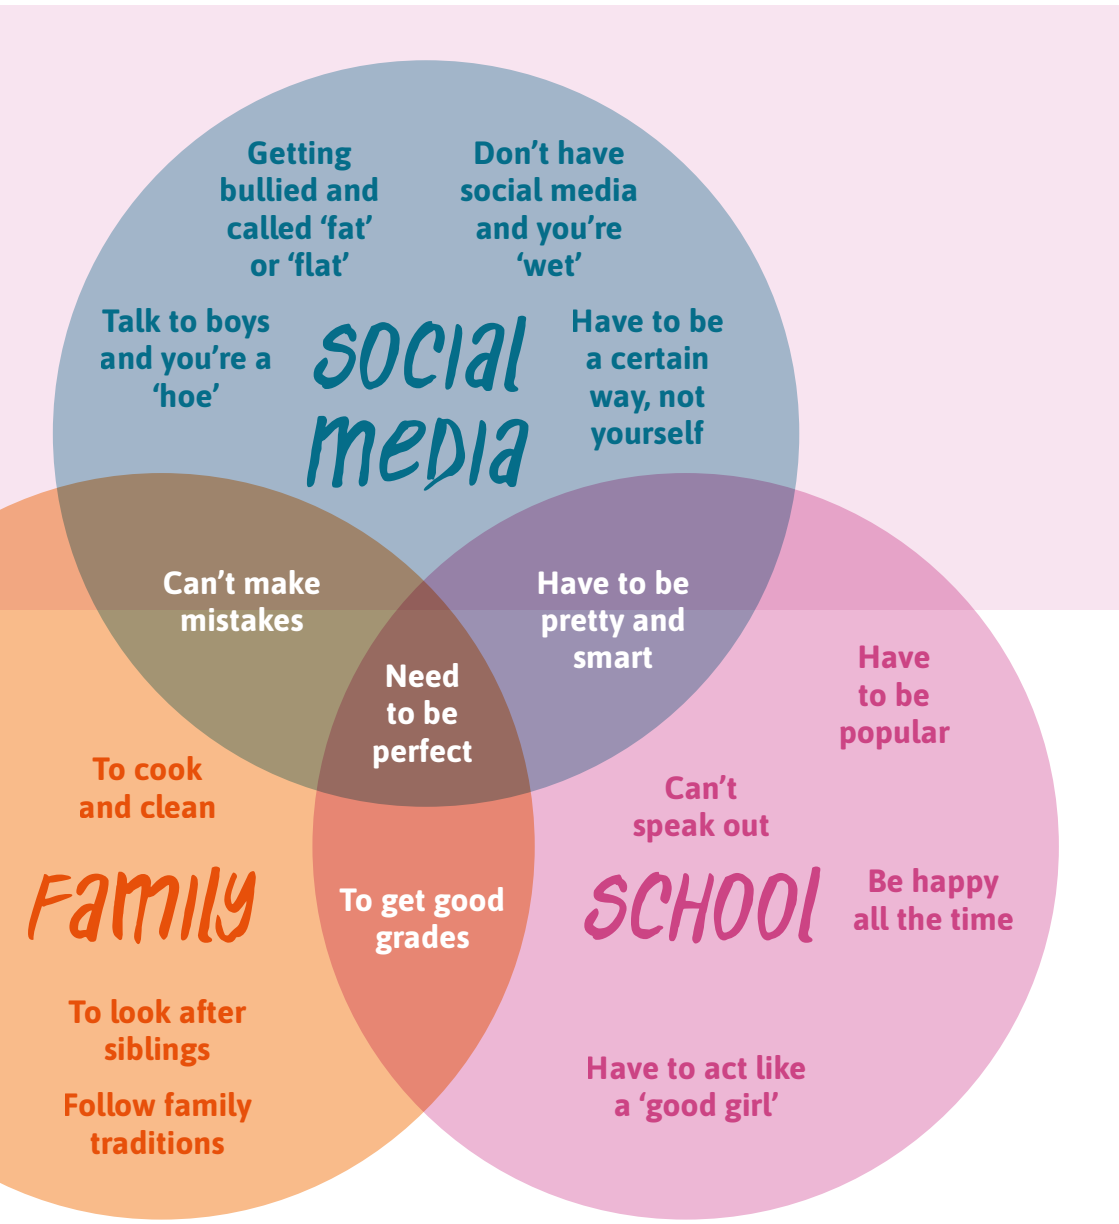 Getting
bullied and
called ‘fat’
or ‘flat’
Don’t have
social media
and you’re
‘wet’
Talk to boys
and you’re a
‘hoe’
social
media
Have to be
a certain
way, not
yourself
Can’t make
mistakes
Have to be
pretty and
smart
Need
to be
perfect
Have
to be
popular
To cook
and clean
Can’t
speak out
Family
To get good
grades
SCHOOl
Be happy
all the time
To look after
siblings
Follow family
traditions
Have to act like
a ‘good girl’